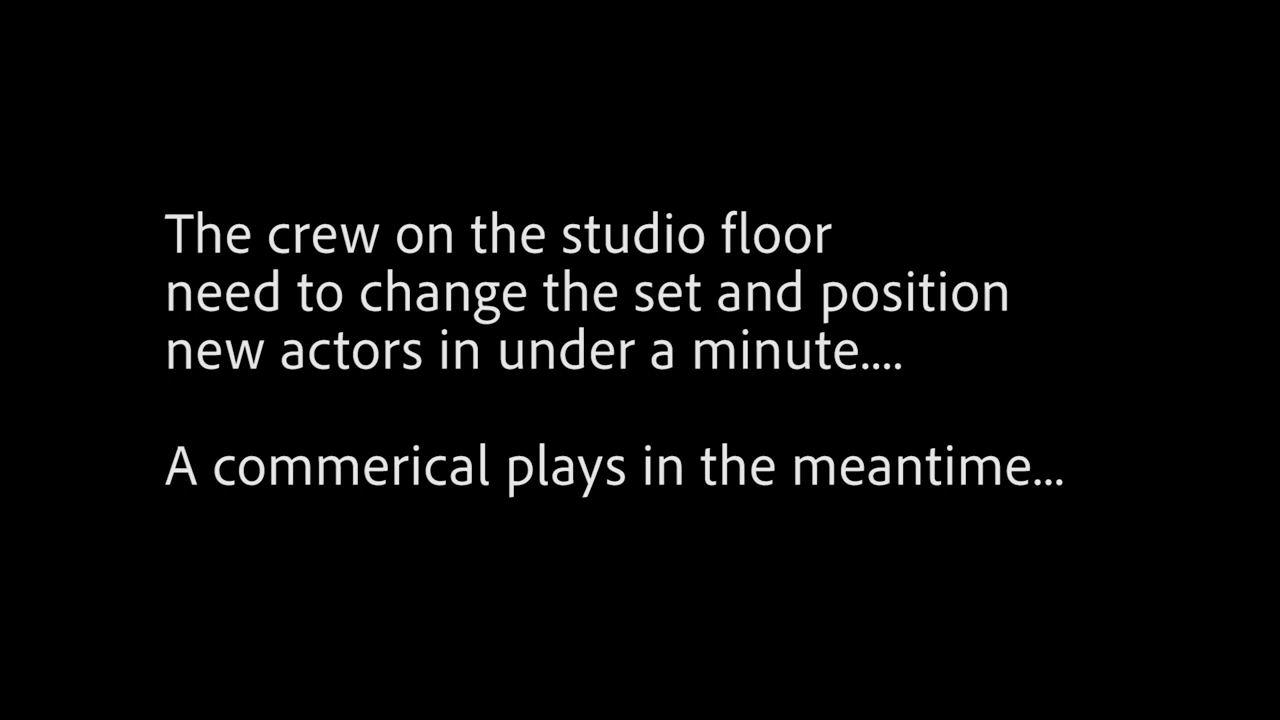 The crew on the studio floor
need to change the set and position
new actors in under a minute....
A commerical plays in the meantime...